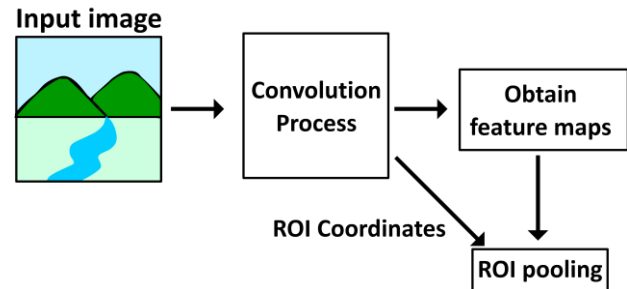 Input image
Convolution
Process
Obtain
feature maps
ROI Coordinates
ROI pooling